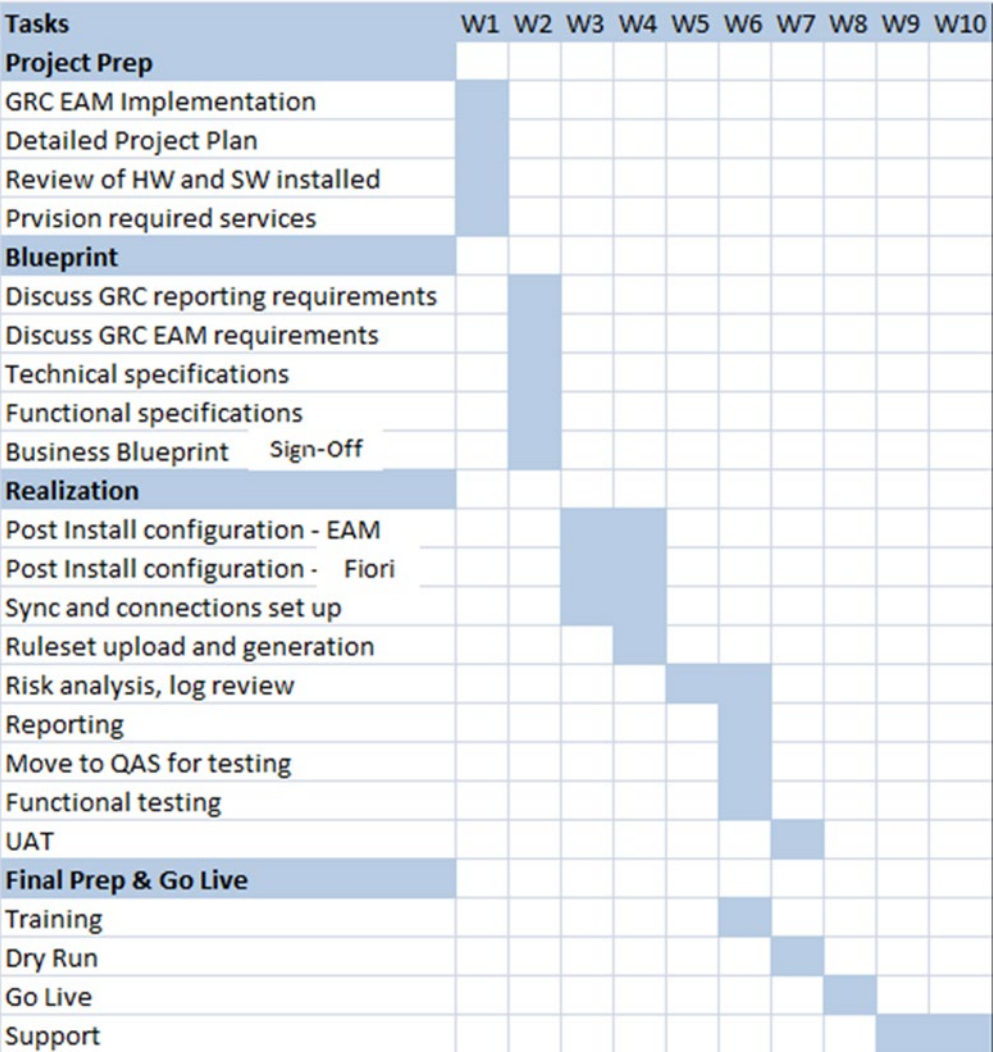 Tasks W1 W2 W3 W4 W5 W6 W7 W8 W9 W10
Project Prep
GRC EAM Implementation
Detailed Project Plan
Review of HW and SW installed
Prvision required services
Blueprint
Discuss GRC reporting requirements
Discuss GRC EAM requirements
Technical specifications
Functional specifications
Business Blueprint Sign-Off
Realization
Post Install configuration - EAM
Post Install configuration - Fiori
Sync and connections set up
Ruleset upload and generation
Risk analysis, log review
Reporting
Move to QAS for testing
Functional testing
UAT
Final Prep & Go Live
Training
Dry Run
Go Live
Support